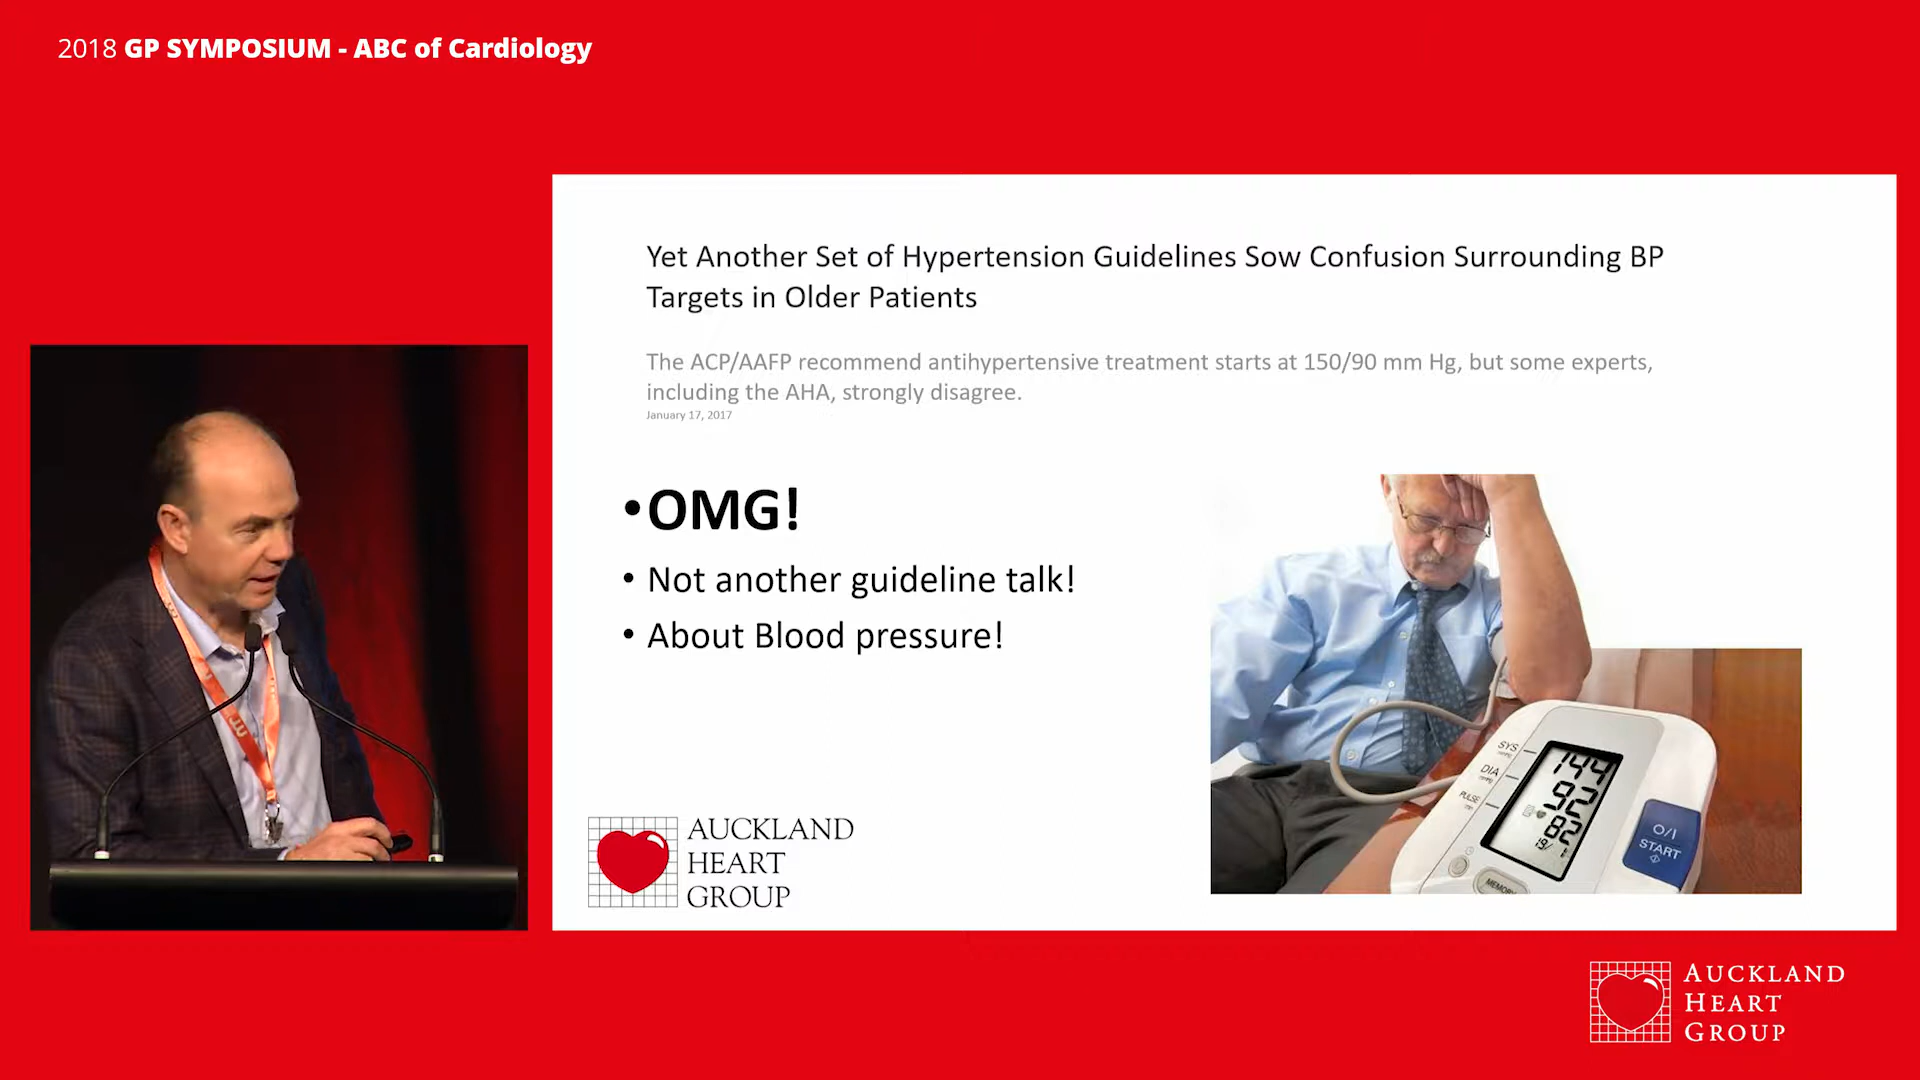 2018 GP SYMPOSIUM - ABC of Cardiology
Yet Another Set of Hypertension Guidelines Sow Confusion Surrounding BP
Targets in Older Patients
The ACP/AAFP recommend antihypertensive treatment starts at 150/90 mm Hg, but some experts,
including the AHA, strongly disagree.
January 17, 2017
•OMG!
• Not another guideline talk!
• About Blood pressure!
SYS
DIA
PULSE
144
92
82
O/I
START
MEMORY
AUCKLAND
HEART
GROUP
AUCKLAND
HEART
GROUP